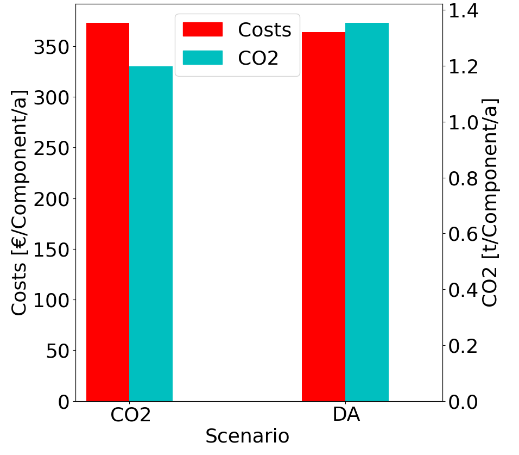 Costs
CO2
Costs [€/Component/a]
350
300
250
200
150
100
50
0
1.4
1.2
1.0
0.8
0.6
0.4
0.2
0.0
CO2 [t/Component/a]
CO2
DA
Scenario